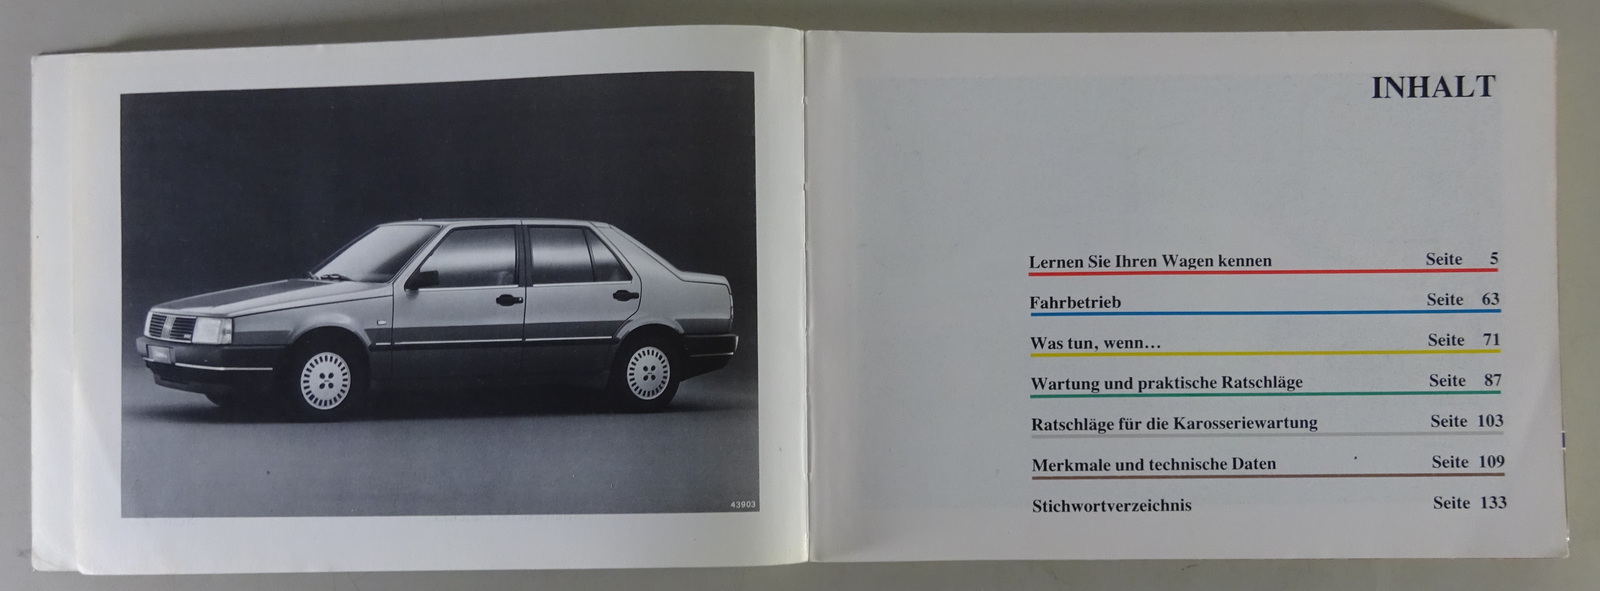 43903
INHALT
Lernen Sie Ihren Wagen kennen Seite 5
Fahrbetrieb Seite 63
Was tun, wenn... Seite 71
Wartung und praktische Ratschläge Seite 87
Ratschläge für die Karosseriewartung Seite 103
Merkmale und technische Daten Seite 109
Stichwortverzeichnis Seite 133